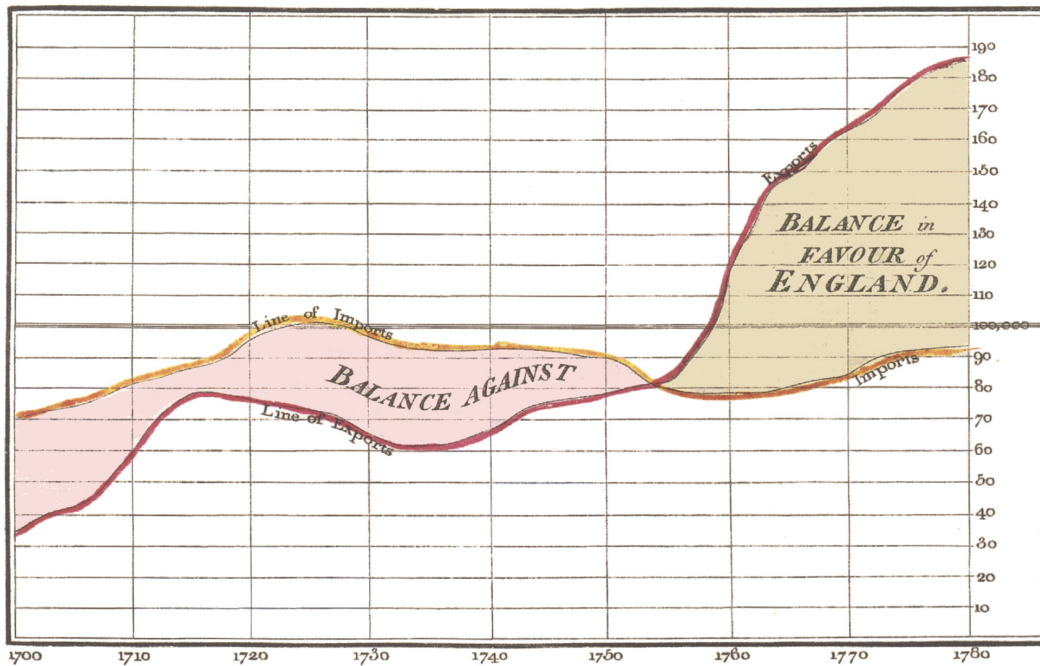 190
180
170
160
150
140
130
120
110
100,000
90
80
70
60
50
40
30
20
10
Exports
BALANCE in
FAVOUR of
ENGLAND.
Line of Imports
Imports
BALANCE AGAINST
Line of Exports
1700 1710 1720 1730 1740 1750 1760 1770 1780